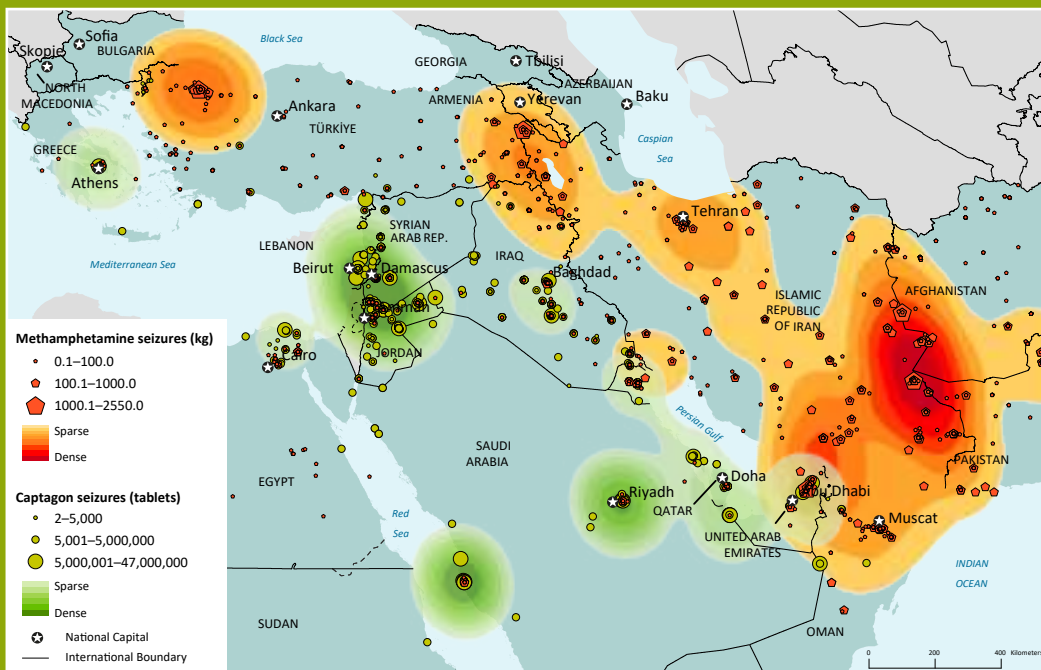 Sofia
Skopje
BULGARIA
Black Sea
GEORGIA
Tbilisi
NORTH
MACEDONIA
AZERBAIJAN
ARMENIA
Yerevan
Baku
Ankara
TÜRKİYE
Caspian
Sea
GREECE
Athens
Tehran
SYRIAN
ARAB REP.
LEBANON
Mediterranean Sea
Beirut
Damascus
IRAQ
Baghdad
AFGHANISTAN
ISLAMIC
REPUBLIC
OF IRAN
Amman
JORDAN
Cairo
Persian Gulf
SAUDI
ARABIA
PAKISTAN
EGYPT
Riyadh
Doha
QATAR
Abu Dhabi
Muscat
Red
Sea
UNITED ARAB
EMIRATES
INDIAN
OCEAN
SUDAN
OMAN
Methamphetamine seizures (kg)
0.1–100.0
100.1–1000.0
1000.1–2550.0
Sparse
Dense
Captagon seizures (tablets)
2–5,000
5,001–5,000,000
5,000,001–47,000,000
Sparse
Dense
National Capital
International Boundary
0 200 400 Kilometers